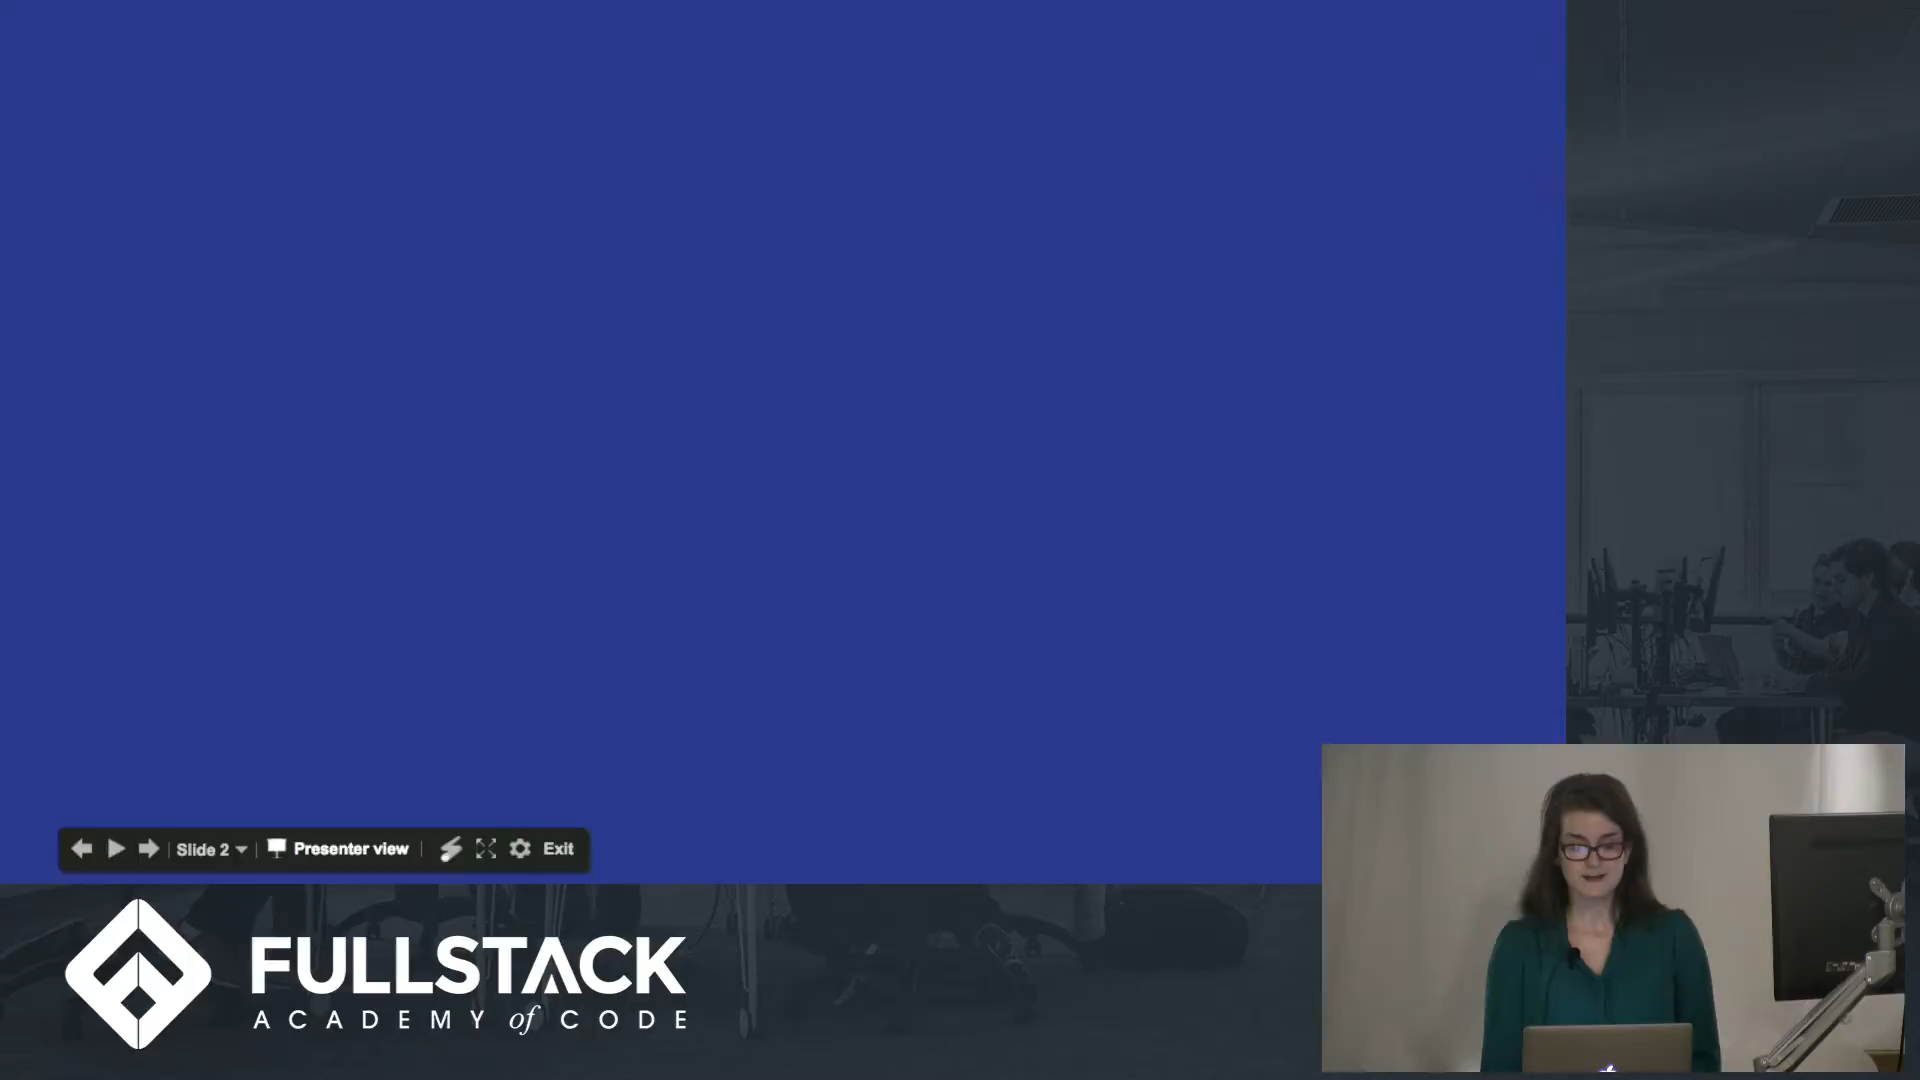 Slide 2
Presenter view
Exit
FULLSTACK
ACADEMY of CODE